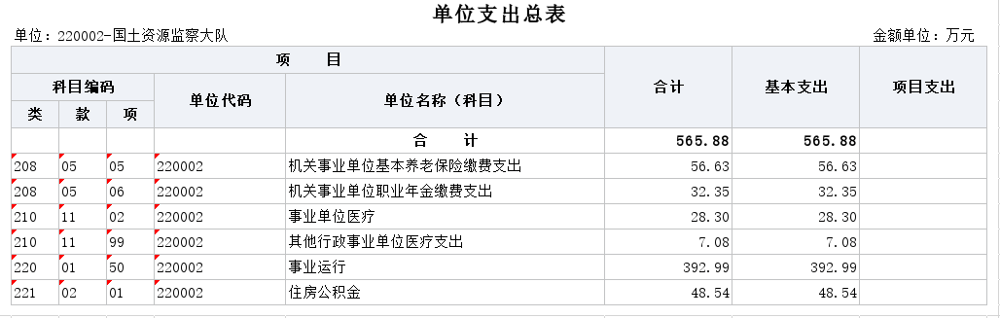 单位支出总表
单位：220002-国土资源监察大队 金额单位：万元
项 目 合计 基本支出 项目支出
科目编码 单位代码 单位名称（科目）
类 款 项
合 计 565.88 565.88
208 05 05 220002 机关事业单位基本养老保险缴费支出 56.63 56.63
208 05 06 220002 机关事业单位职业年金缴费支出 32.35 32.35
210 11 02 220002 事业单位医疗 28.30 28.30
210 11 99 220002 其他行政事业单位医疗支出 7.08 7.08
220 01 50 220002 事业运行 392.99 392.99
221 02 01 220002 住房公积金 48.54 48.54